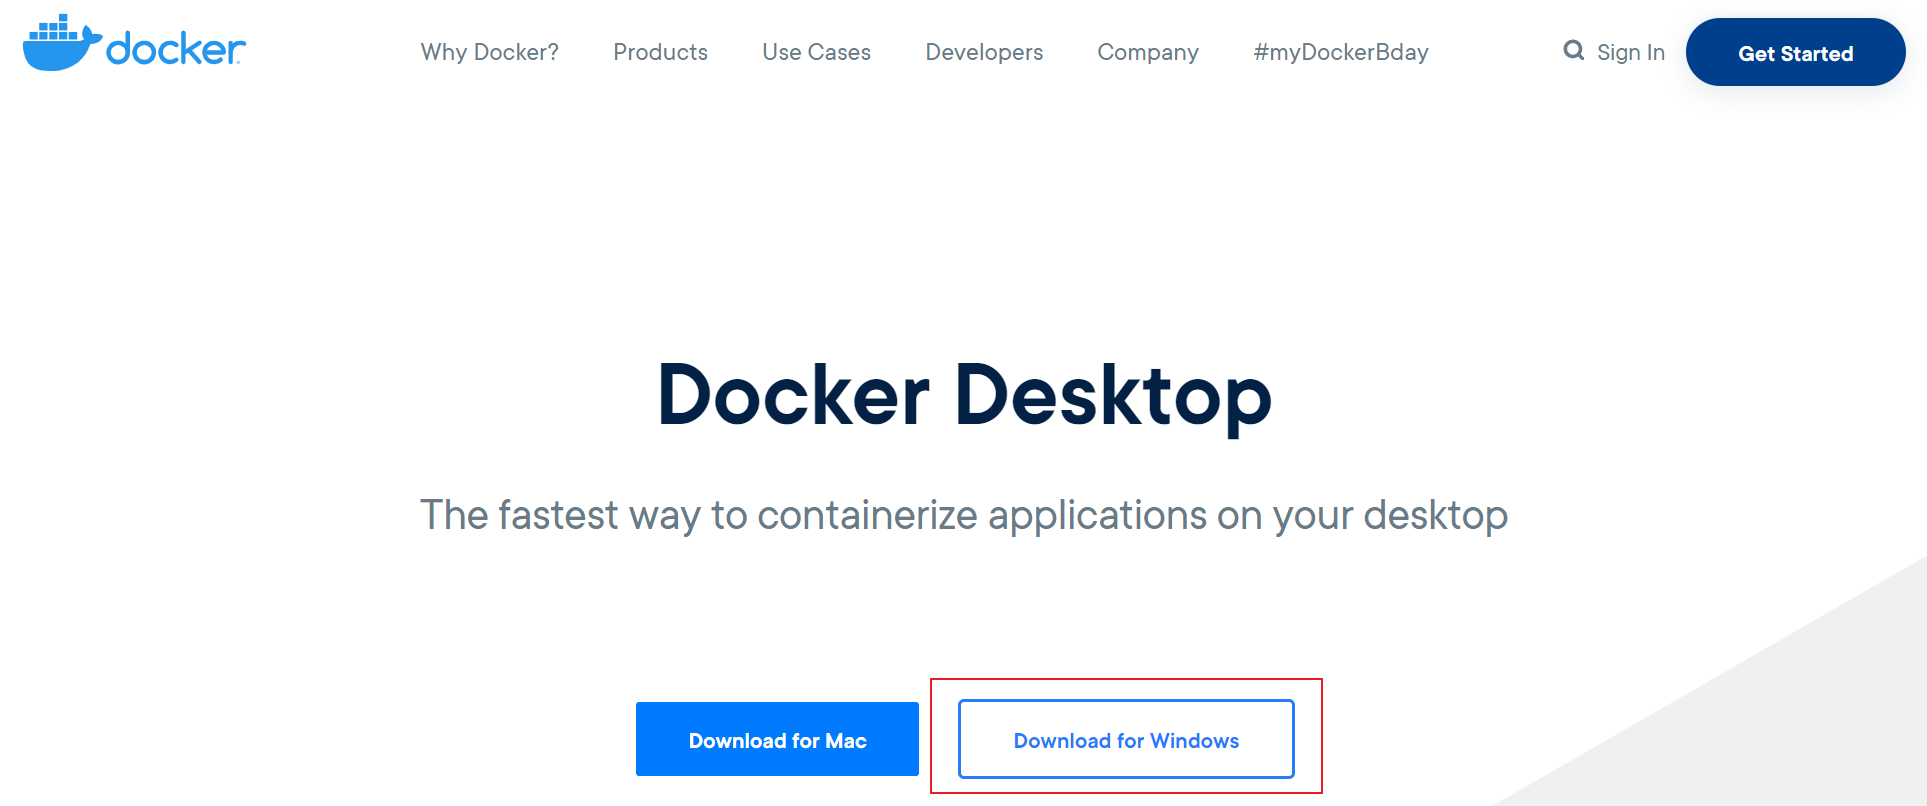 docker
Why Docker? Products Use Cases Developers Company #myDockerBday Sign In Get Started
Docker Desktop
The fastest way to containerize applications on your desktop
Download for Mac Download for Windows